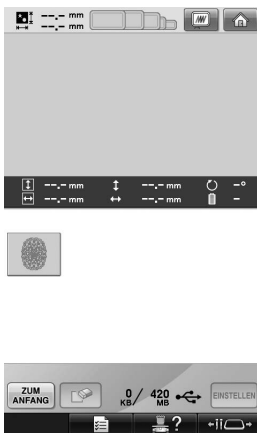 --.- mm
--.- mm
--.- mm --.- mm -°
--.- mm --.- mm -
ZUM ANFANG
0 KB / 420 MB
EINSTELLEN
?